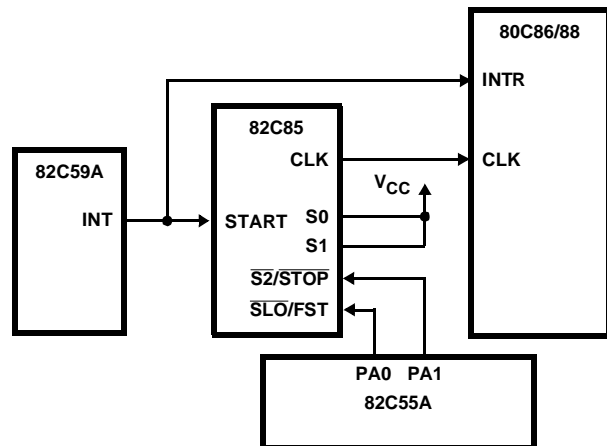 80C86/88
INTR
82C85
CLK
CLK
82C59A
VCC
INT
START
S0
S1
S2/STOP
SLO/FST
PA0 PA1
82C55A